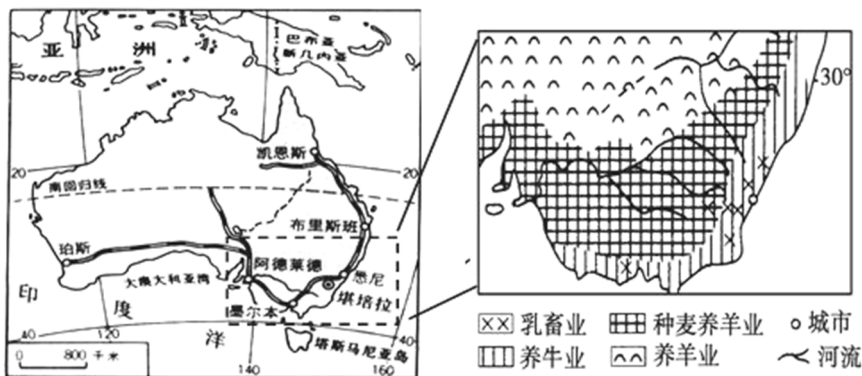 亚 洲
巴布亚
新几内亚
凯恩斯
20
20
南回归线
布里斯班
珀斯
阿德莱德
悉尼
大澳大利亚湾
堪培拉
墨尔本
印 度 洋
40
120
40
塔斯马尼亚岛
0 800 千米
140
160
30°
乳畜业
种麦养羊业
城市
养牛业
养羊业
河流